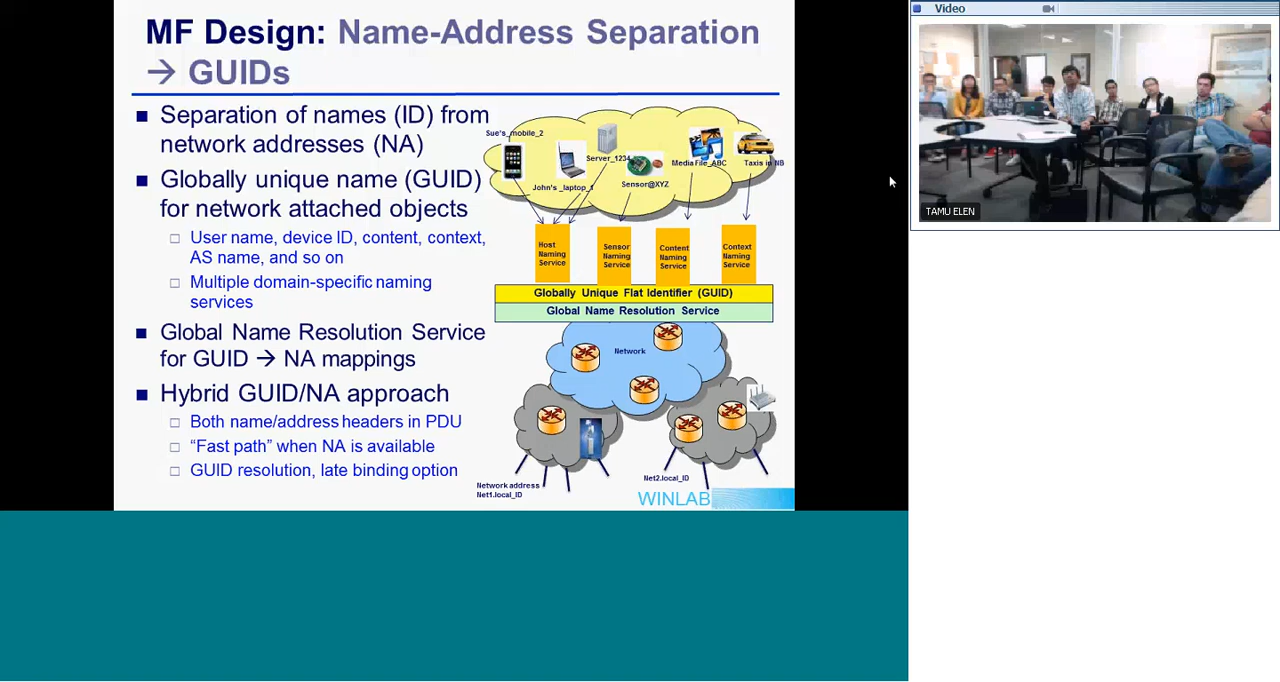 MF Design: Name-Address Separation
→ GUIDs
■ Separation of names (ID) from
network addresses (NA)
■ Globally unique name (GUID)
for network attached objects
□ User name, device ID, content, context,
AS name, and so on
□ Multiple domain-specific naming
services
■ Global Name Resolution Service
for GUID → NA mappings
■ Hybrid GUID/NA approach
□ Both name/address headers in PDU
□ “Fast path” when NA is available
□ GUID resolution, late binding option
Sue's_mobile_2
Server_1234
John's _laptop_1
Sensor@XYZ
Media File_ABC
Taxis in NB
Host
Naming
Service
Sensor
Naming
Service
Content
Naming
Service
Context
Naming
Service
Globally Unique Flat Identifier (GUID)
Global Name Resolution Service
Network
Network address
Net1.local_ID
Net2.local_ID
WINLAB
Video
TAMU ELEN